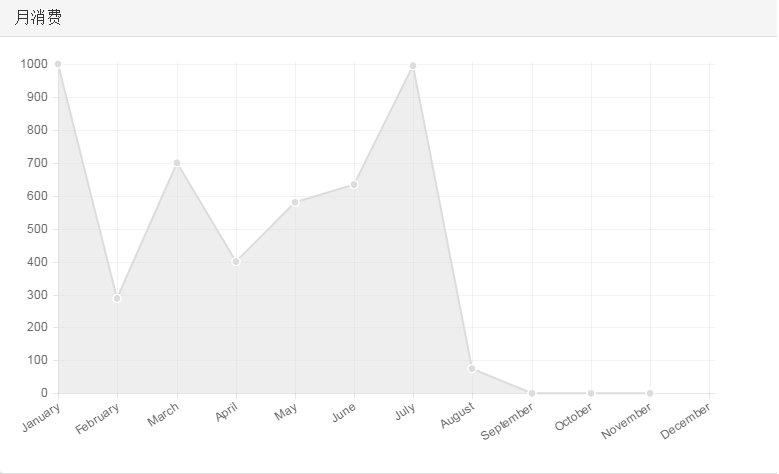 月消费
1000
900
800
700
600
500
400
300
200
100
0
January
February
March
April
May
June
July
August
September
October
November
December